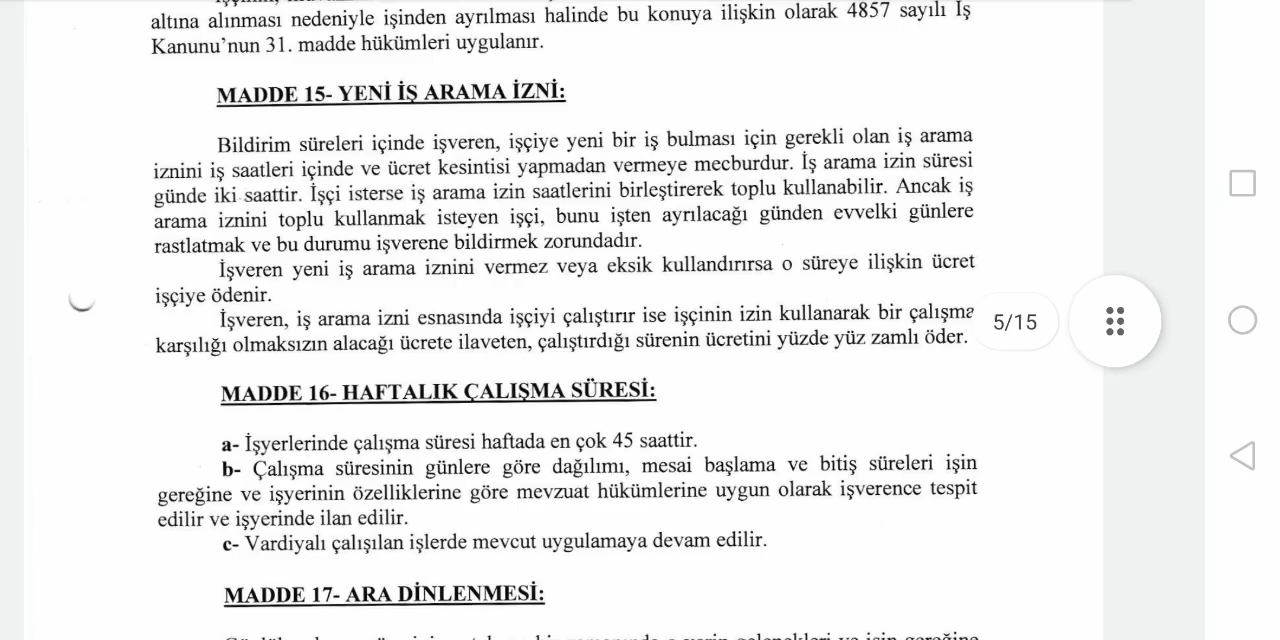 altına alınması nedeniyle işinden ayrılması halinde bu konuya ilişkin olarak 4857 sayılı İş
Kanunu'nun 31. madde hükümleri uygulanır.
MADDE 15- YENİ İŞ ARAMA İZNİ:
Bildirim süreleri içinde işveren, işçiye yeni bir iş bulması için gerekli olan iş arama
iznini iş saatleri içinde ve ücret kesintisi yapmadan vermeye mecburdur. İş arama izin süresi
günde iki saattir. İşçi isterse iş arama izin saatlerini birleştirerek toplu kullanabilir. Ancak iş
arama iznini toplu kullanmak isteyen işçi, bunu işten ayrılacağı günden evvelki günlere
rastlatmak ve bu durumu işverene bildirmek zorundadır.
İşveren yeni iş arama iznini vermez veya eksik kullandırırsa o süreye ilişkin ücret
işçiye ödenir.
İşveren, iş arama izni esnasında işçiyi çalıştırır ise işçinin izin kullanarak bir çalışma
karşılığı olmaksızın alacağı ücrete ilaveten, çalıştırdığı sürenin ücretini yüzde yüz zamlı öder.
5/15
MADDE 16- HAFTALIK ÇALIŞMA SÜRESİ:
a- İşyerlerinde çalışma süresi haftada en çok 45 saattir.
b- Çalışma süresinin günlere göre dağılımı, mesai başlama ve bitiş süreleri işin
gereğine ve işyerinin özelliklerine göre mevzuat hükümlerine uygun olarak işverence tespit
edilir ve işyerinde ilan edilir.
c- Vardiyalı çalışılan işlerde mevcut uygulamaya devam edilir.
MADDE 17- ARA DİNLENMESİ: